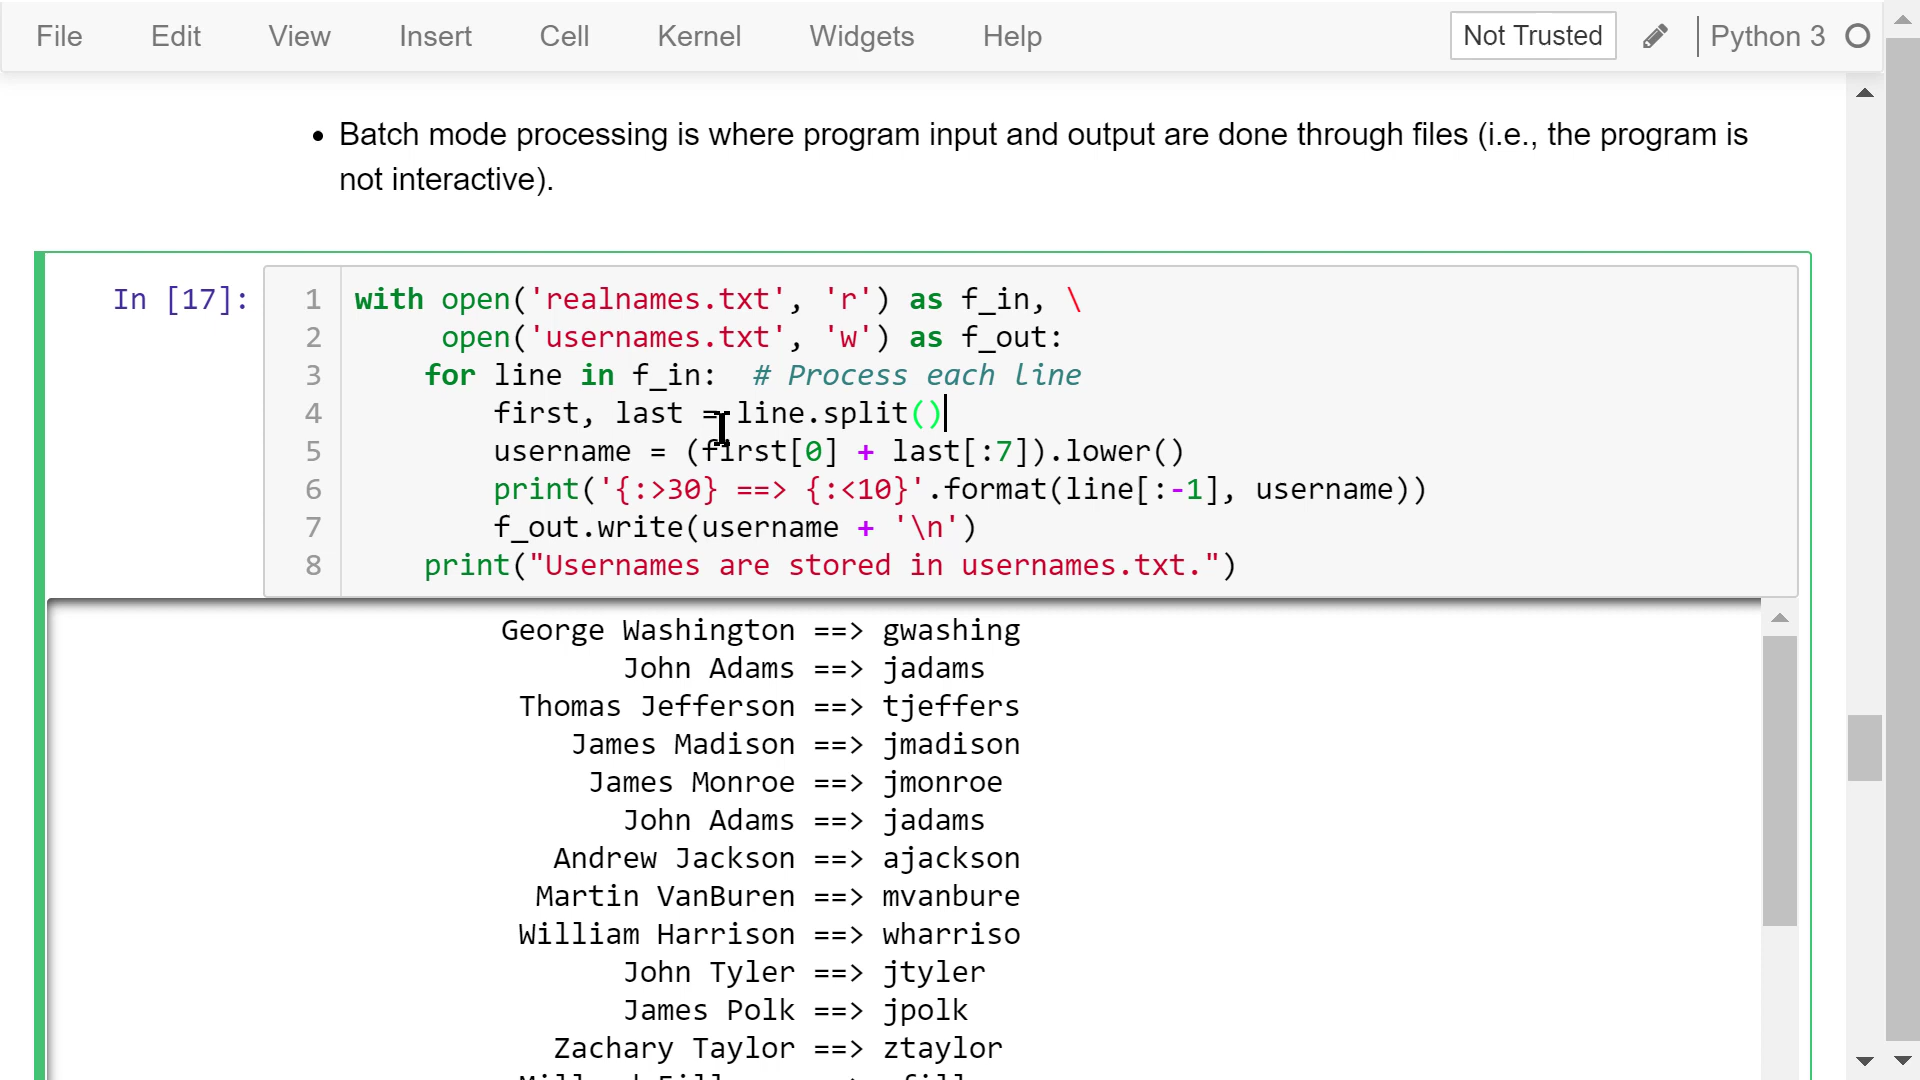 File Edit View Insert Cell Kernel Widgets Help Not Trusted Python 3
• Batch mode processing is where program input and output are done through files (i.e., the program is
not interactive).
In [17]:
1 with open('realnames.txt', 'r') as f_in, \
2      open('usernames.txt', 'w') as f_out:
3     for line in f_in:  # Process each line
4         first, last = line.split()
5         username = (first[0] + last[:7]).lower()
6         print('{:>30} ==> {:<10}'.format(line[:-1], username))
7         f_out.write(username + '\n')
8     print("Usernames are stored in usernames.txt.")
George Washington ==> gwashing
John Adams ==> jadams
Thomas Jefferson ==> tjeffers
James Madison ==> jmadison
James Monroe ==> jmonroe
John Adams ==> jadams
Andrew Jackson ==> ajackson
Martin VanBuren ==> mvanbure
William Harrison ==> wharriso
John Tyler ==> jtyler
James Polk ==> jpolk
Zachary Taylor ==> ztaylor